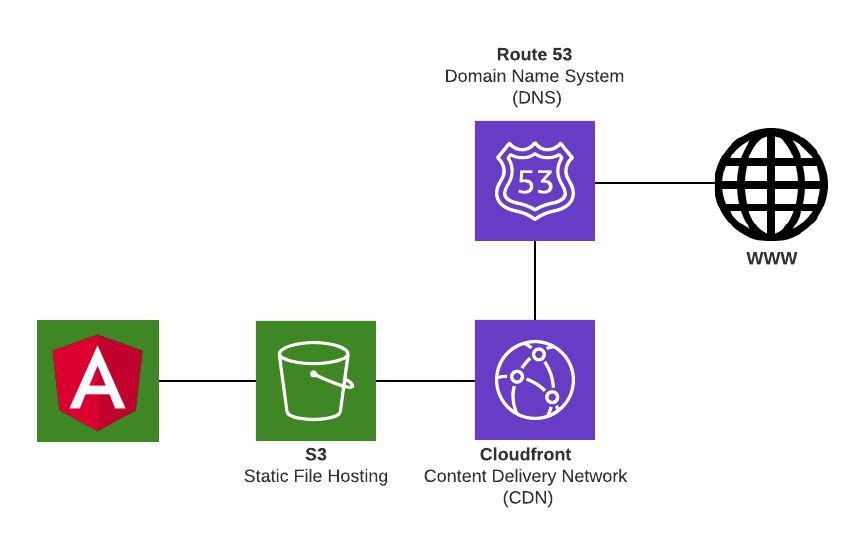 Route 53
Domain Name System
(DNS)
53
WWW
A
S3
Static File Hosting
Cloudfront
Content Delivery Network
(CDN)